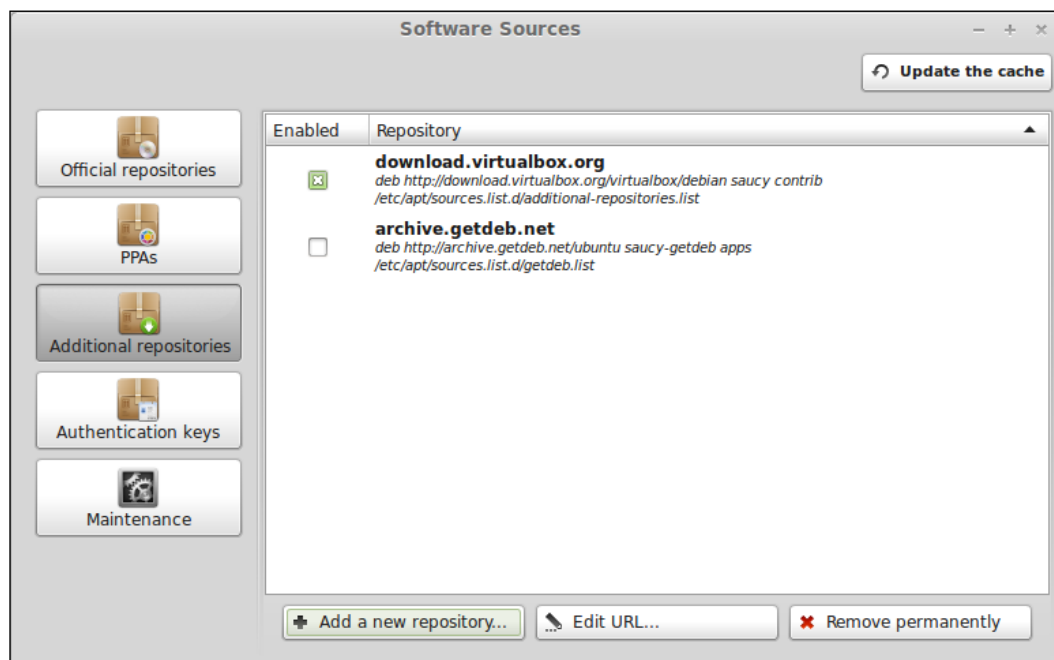 Software Sources
Update the cache
Official repositories
PPAs
Additional repositories
Authentication keys
Maintenance
Enabled Repository
download.virtualbox.org
deb http://download.virtualbox.org/virtualbox/debian saucy contrib
/etc/apt/sources.list.d/additional-repositories.list
archive.getdeb.net
deb http://archive.getdeb.net/ubuntu saucy-getdeb apps
/etc/apt/sources.list.d/getdeb.list
Add a new repository... Edit URL... Remove permanently